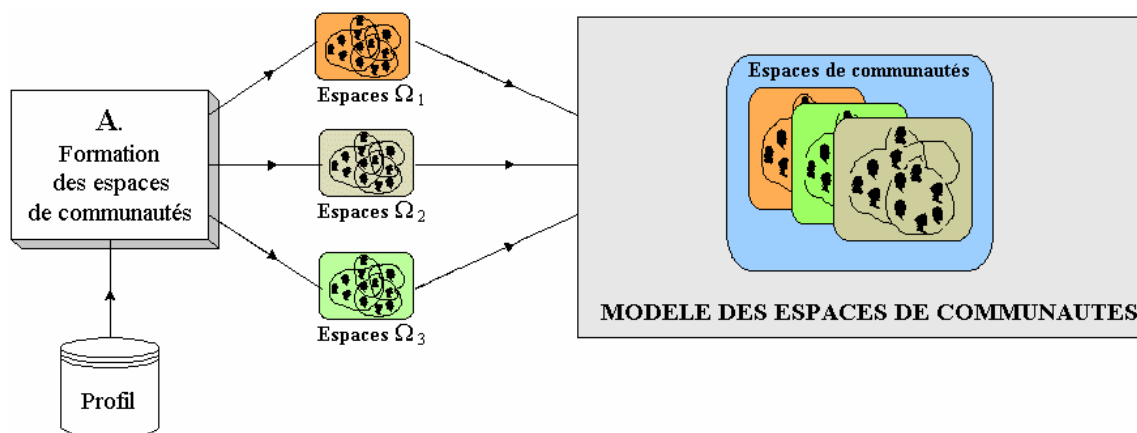 A.
Formation
des espaces
de communautés
Profil
Espaces Ω1
Espaces Ω2
Espaces Ω3
Espaces de communautés
MODELE DES ESPACES DE COMMUNAUTES